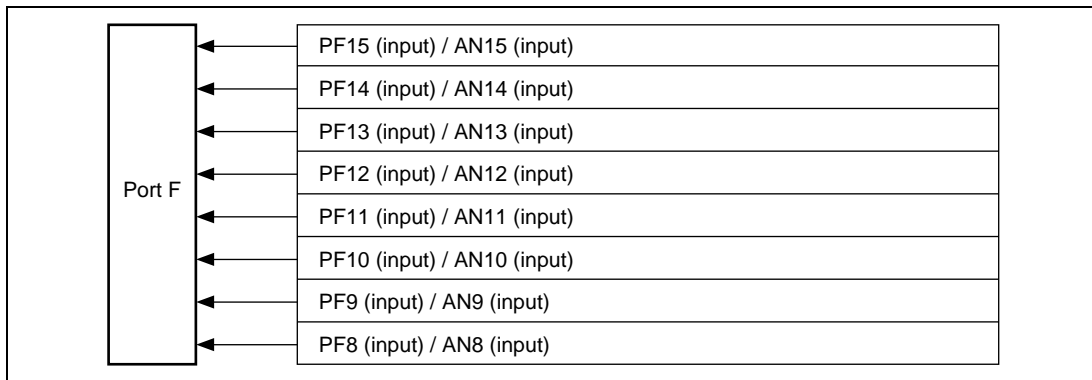 Port F
PF15 (input) / AN15 (input)
PF14 (input) / AN14 (input)
PF13 (input) / AN13 (input)
PF12 (input) / AN12 (input)
PF11 (input) / AN11 (input)
PF10 (input) / AN10 (input)
PF9 (input) / AN9 (input)
PF8 (input) / AN8 (input)